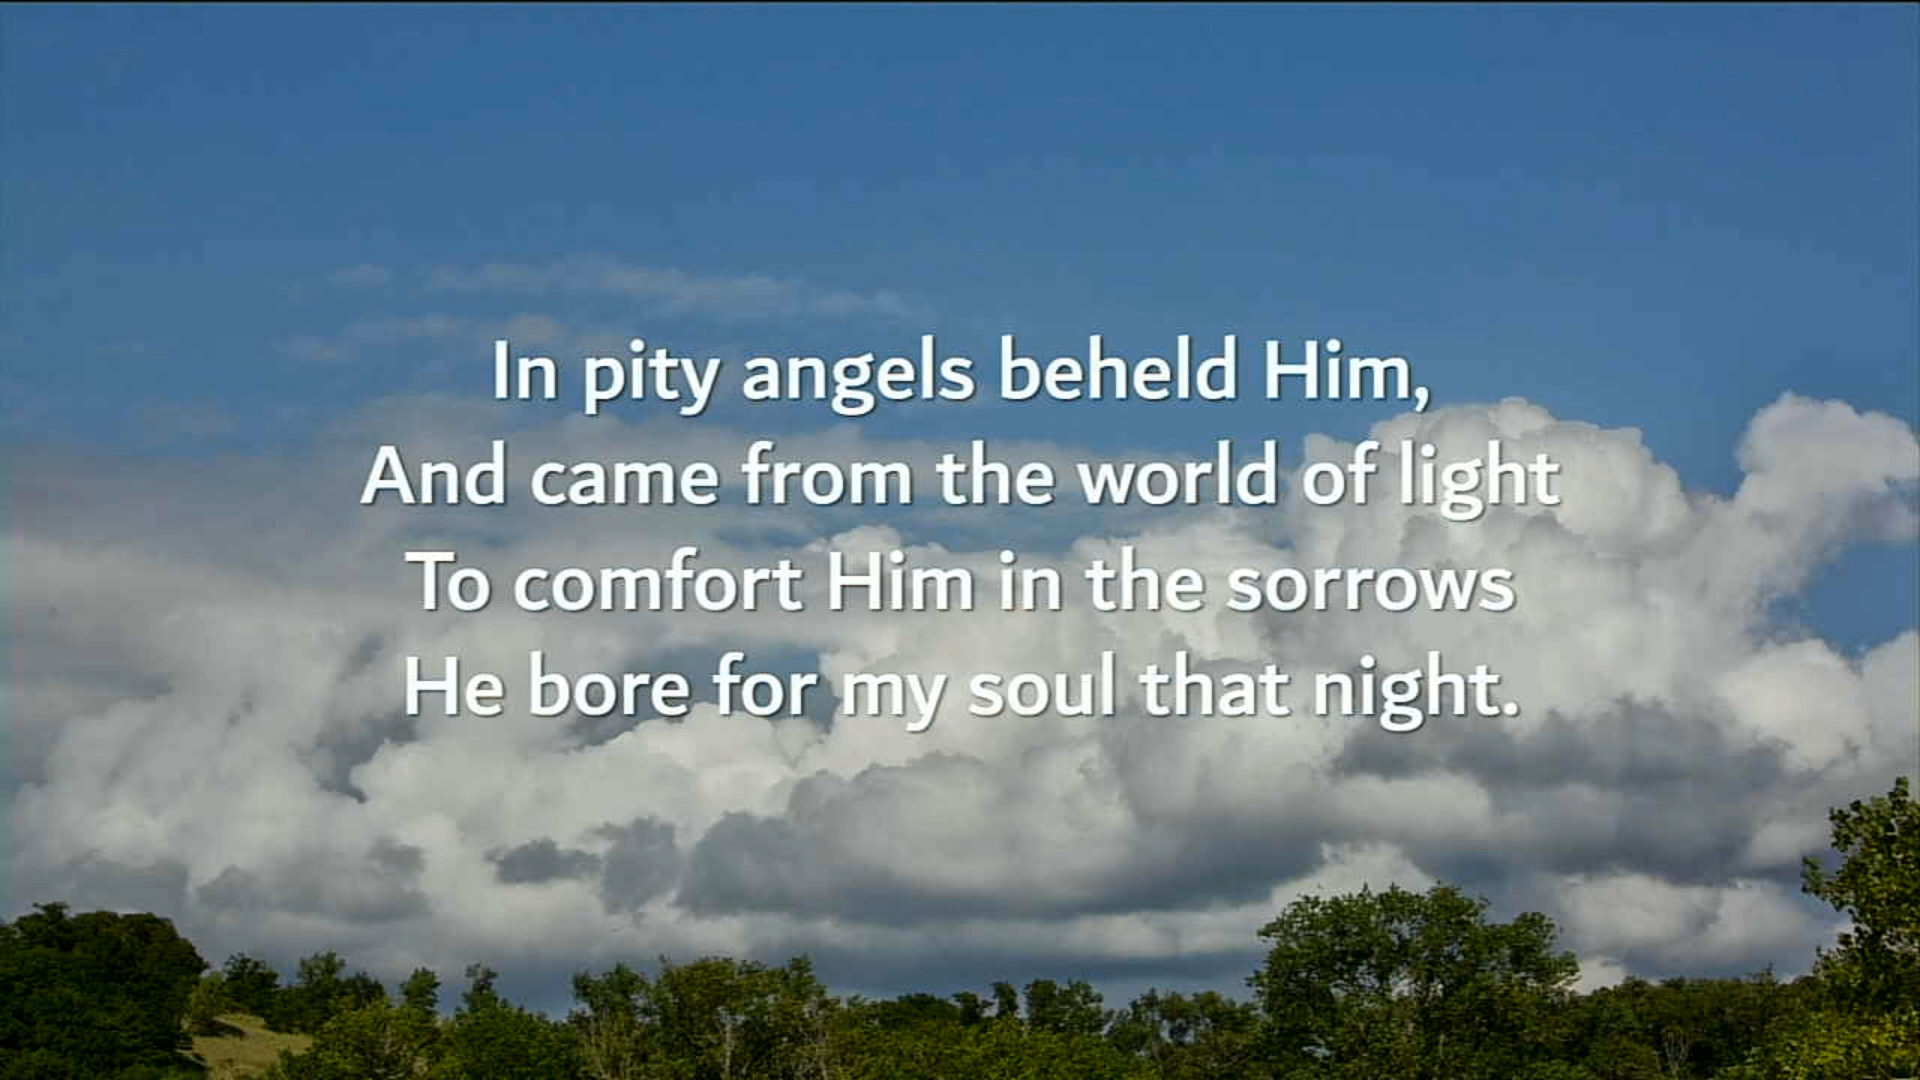 In pity angels beheld Him,
And came from the world of light
To comfort Him in the sorrows
He bore for my soul that night.